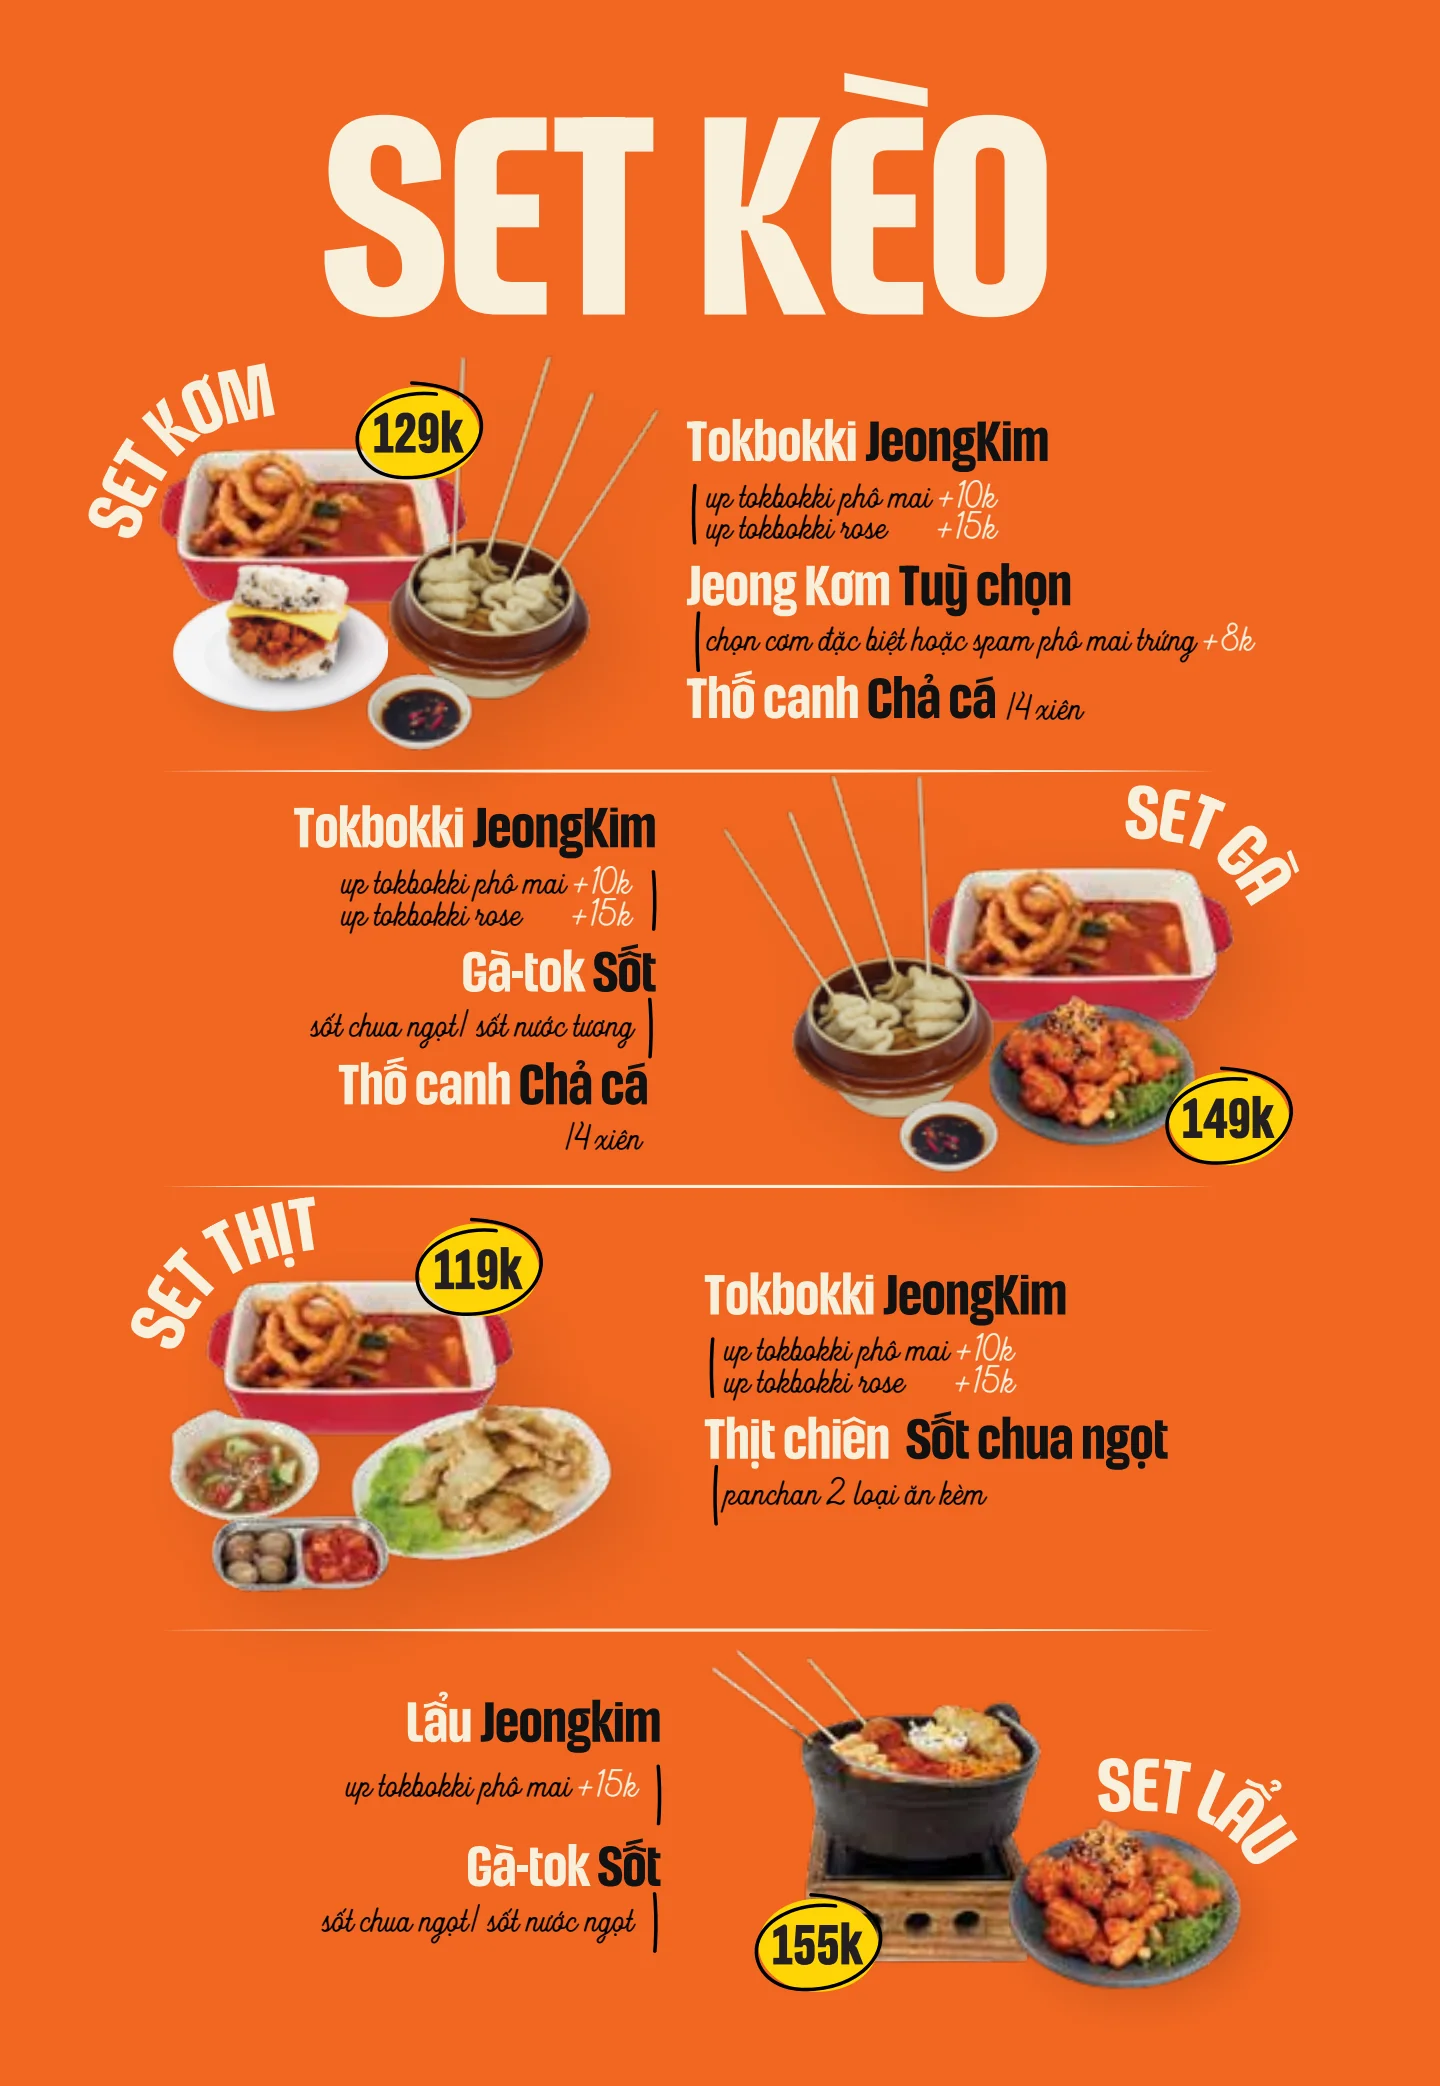 SET KÈO
SET KƠM
129k
Tokbokki JeongKim
up tokbokki phô mai +10k
up tokbokki rose +15k
Jeong Kơm Tuỳ chọn
chọn cơm đặc biệt hoặc spam phô mai trứng +8k
Thố canh Chả cá /4 xiên
SET GÀ
Tokbokki JeongKim
up tokbokki phô mai +10k
up tokbokki rose +15k
Gà-tok Sốt
sốt chua ngọt/ sốt nước tương
Thố canh Chả cá
/4 xiên
149k
SET THỊT
119k
Tokbokki JeongKim
up tokbokki phô mai +10k
up tokbokki rose +15k
Thịt chiên Sốt chua ngọt
panchan 2 loại ăn kèm
Lẩu Jeongkim
up tokbokki phô mai +15k
SET LẨU
Gà-tok Sốt
sốt chua ngọt/ sốt nước ngọt
155k